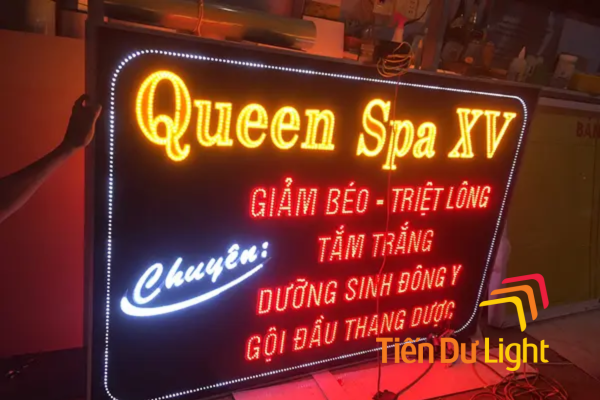 Queen Spa XV
GIẢM BÉO - TRIỆT LÔNG
Chuyên:
TẮM TRẮNG
DƯỠNG SINH ĐÔNG Y
GỘI ĐẦU THẢO DƯỢC
Tiến Dư Light